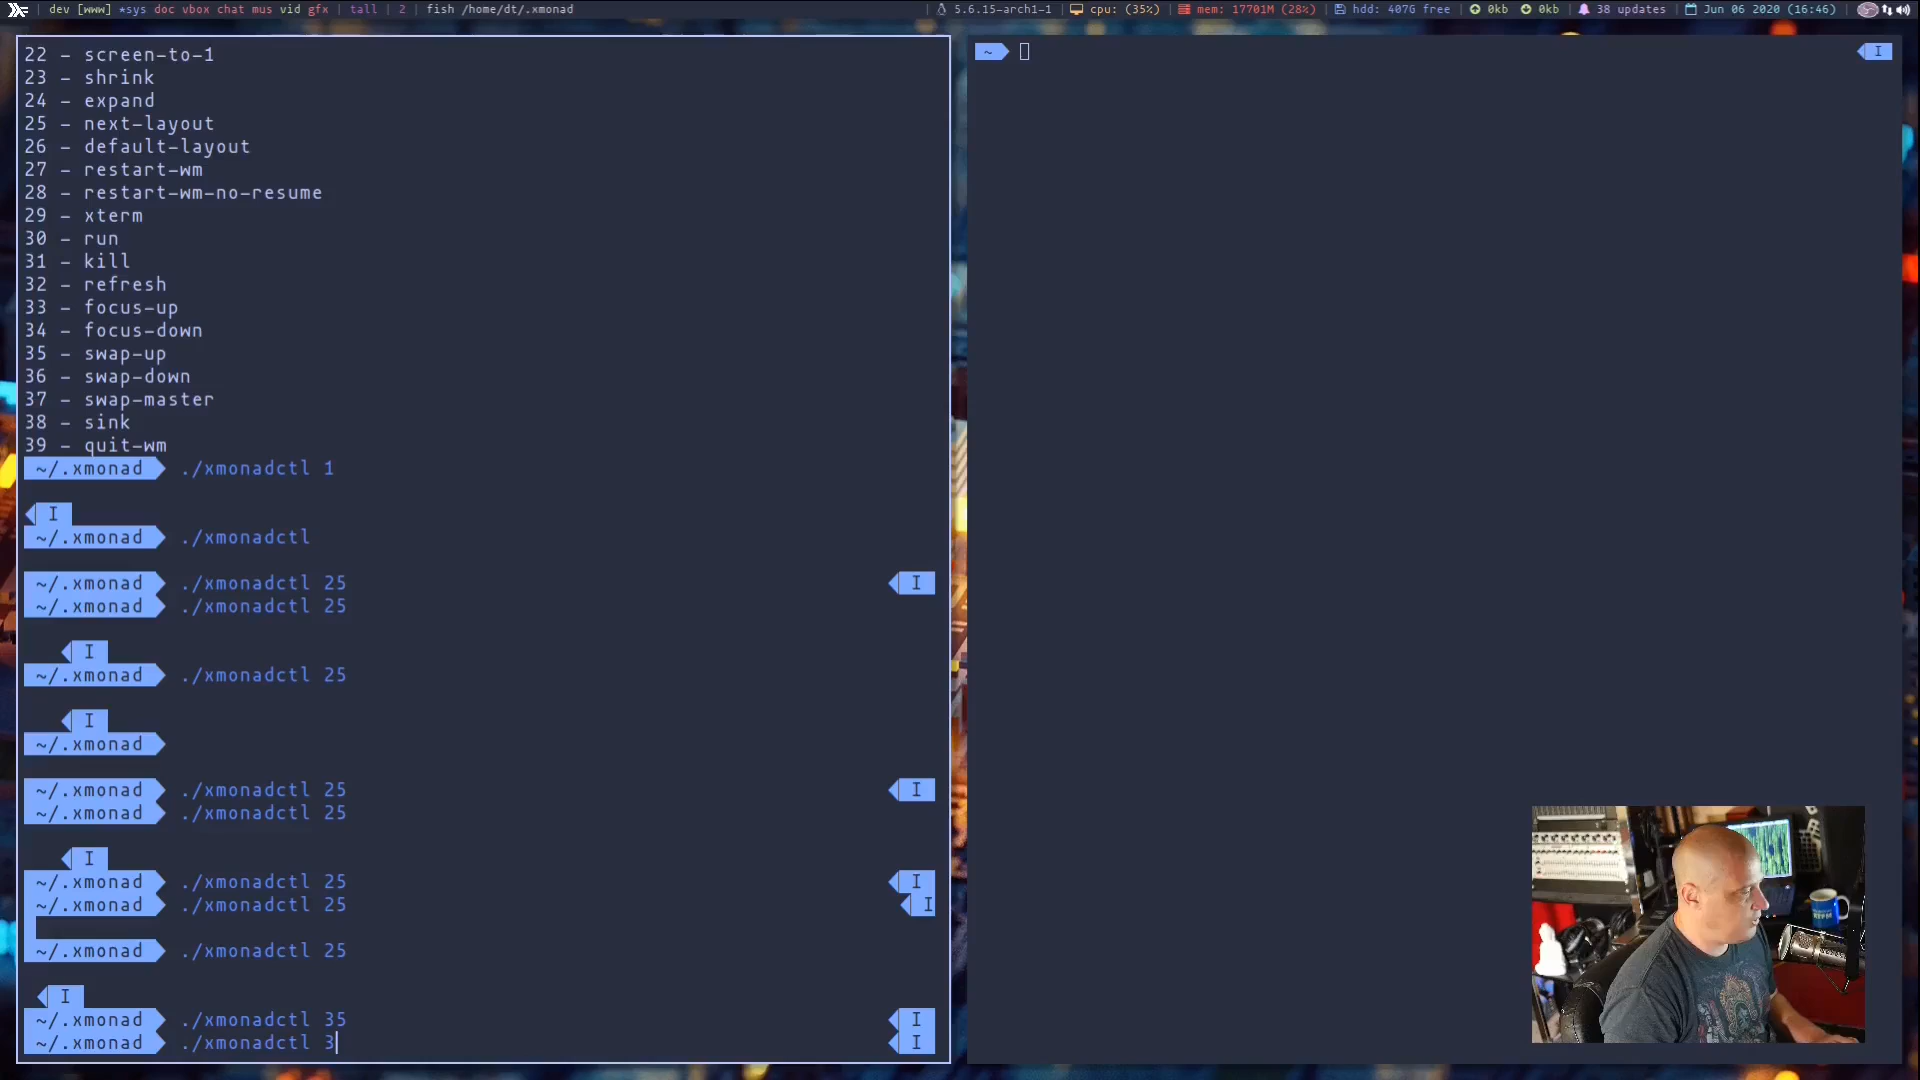 dev [www] *sys doc vbox chat mus vid gfx | tall | 2 | fish /home/dt/.xmonad | 5.6.15-arch1-1 | cpu: (35%) | mem: 17701M (28%) | hdd: 407G free | 0kb 0kb | 38 updates | Jun 06 2020 (16:46)
22 - screen-to-1
23 - shrink
24 - expand
25 - next-layout
26 - default-layout
27 - restart-wm
28 - restart-wm-no-resume
29 - xterm
30 - run
31 - kill
32 - refresh
33 - focus-up
34 - focus-down
35 - swap-up
36 - swap-down
37 - swap-master
38 - sink
39 - quit-wm
~/.xmonad ./xmonadctl 1
I
~/.xmonad ./xmonadctl
~/.xmonad ./xmonadctl 25 I
~/.xmonad ./xmonadctl 25
I
~/.xmonad ./xmonadctl 25
I
~/.xmonad
~/.xmonad ./xmonadctl 25 I
~/.xmonad ./xmonadctl 25
I
~/.xmonad ./xmonadctl 25 I
~/.xmonad ./xmonadctl 25 I
~/.xmonad ./xmonadctl 25
I
~/.xmonad ./xmonadctl 35 I
~/.xmonad ./xmonadctl 3 I
~ I